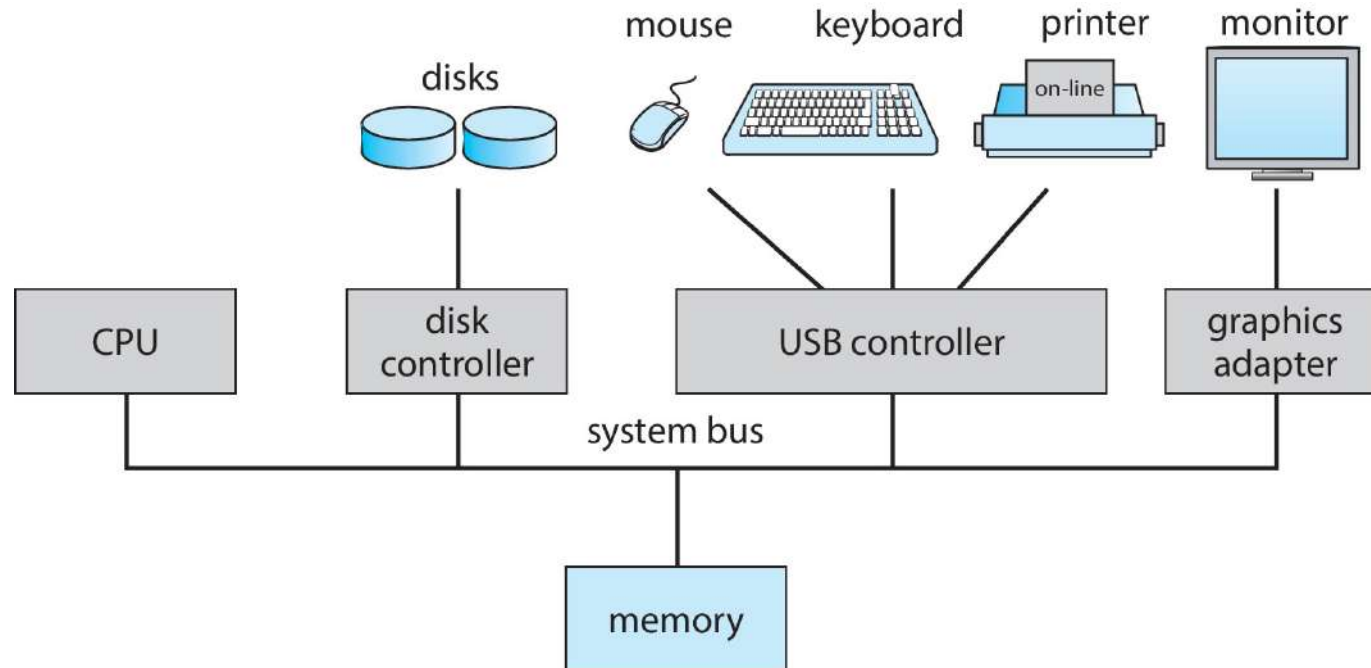 mouse
keyboard
printer
monitor
disks
on-line
CPU
disk
controller
USB controller
graphics
adapter
system bus
memory